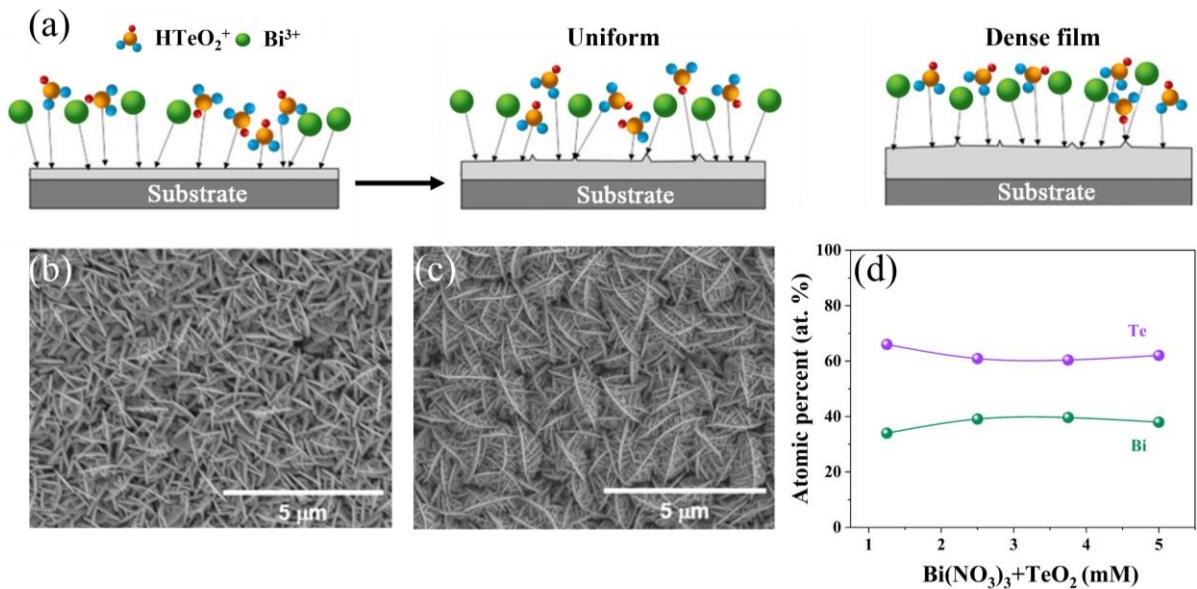 (a)
HTeO₂⁺ Bi³⁺
Uniform
Dense film
Substrate
Substrate
Substrate
(b)
5 μm
(c)
5 μm
(d)
Atomic percent (at. %)
100
80
60
40
20
0
Te
Bi
1 2 3 4 5
Bi(NO₃)₃+TeO₂ (mM)